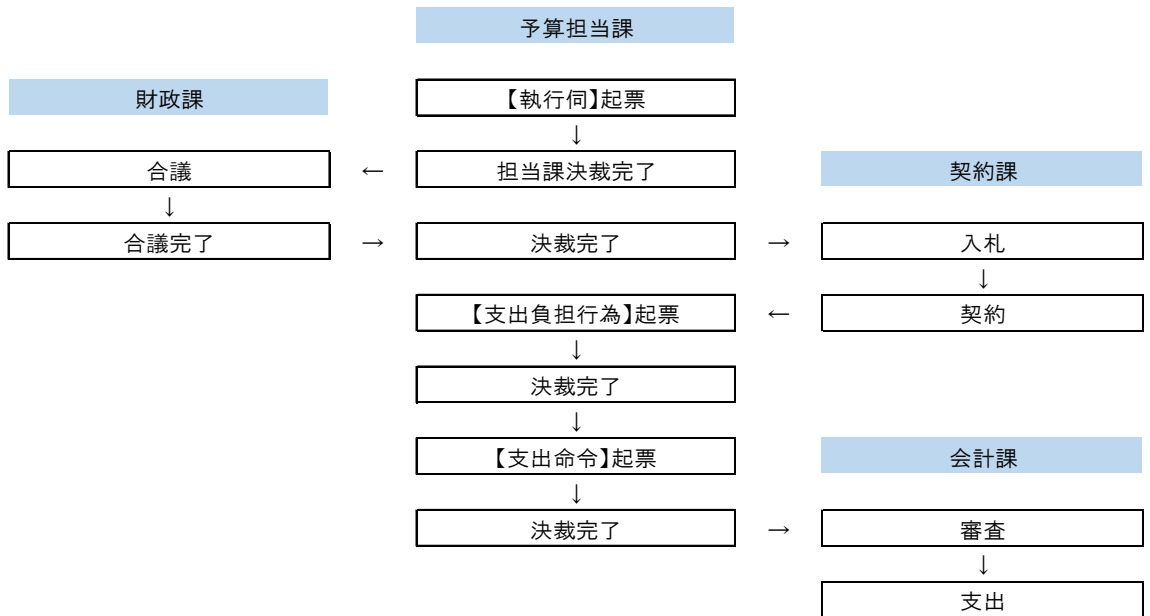 予算担当課
財政課
【執行伺】起票
↓
合議 ← 担当課決裁完了
契約課
↓
合議完了 → 決裁完了 → 入札
↓
【支出負担行為】起票 ← 契約
↓
決裁完了
↓
【支出命令】起票
会計課
↓
決裁完了 → 審査
↓
支出